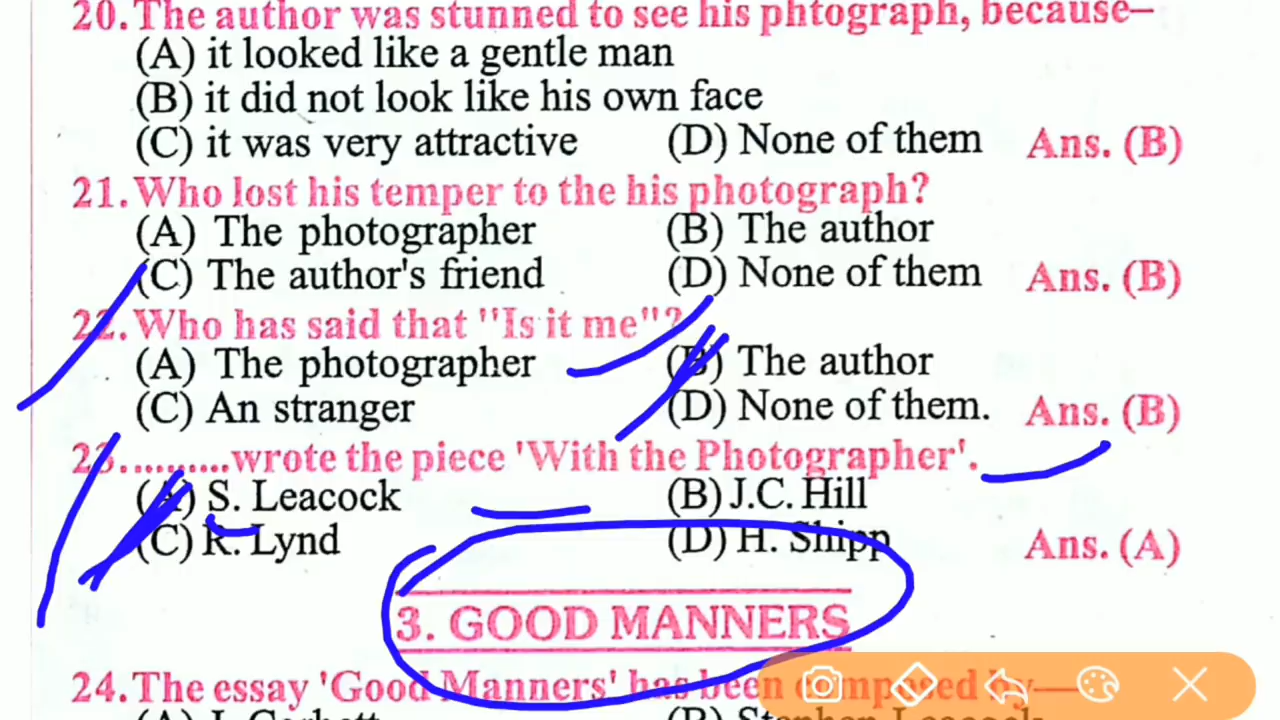 20.The author was stunned to see his phtograph, because–
(A) it looked like a gentle man
(B) it did not look like his own face
(C) it was very attractive (D) None of them Ans. (B)
21.Who lost his temper to the his photograph?
(A) The photographer (B) The author
(C) The author's friend (D) None of them Ans. (B)
22.Who has said that "Is it me"?
(A) The photographer (B) The author
(C) An stranger (D) None of them. Ans. (B)
23..........wrote the piece 'With the Photographer'.
(A) S. Leacock (B) J.C. Hill
(C) R. Lynd (D) H. Shipp Ans. (A)
3. GOOD MANNERS
24.The essay 'Good Manners' has been composed by—
(A) J. Corbett (B) Stephen Leacock